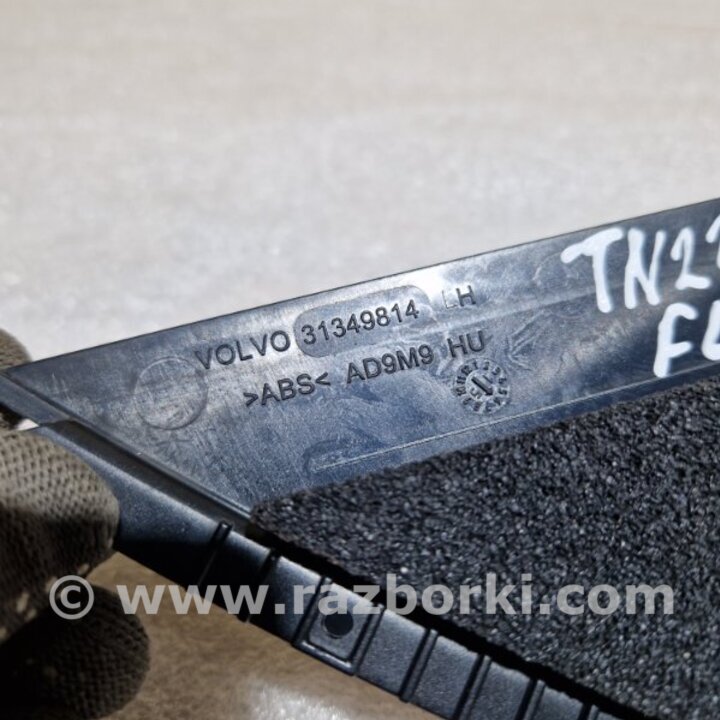 VOLVO 31349814 LH
>ABS< AD9M9 HU
© www.razborki.com